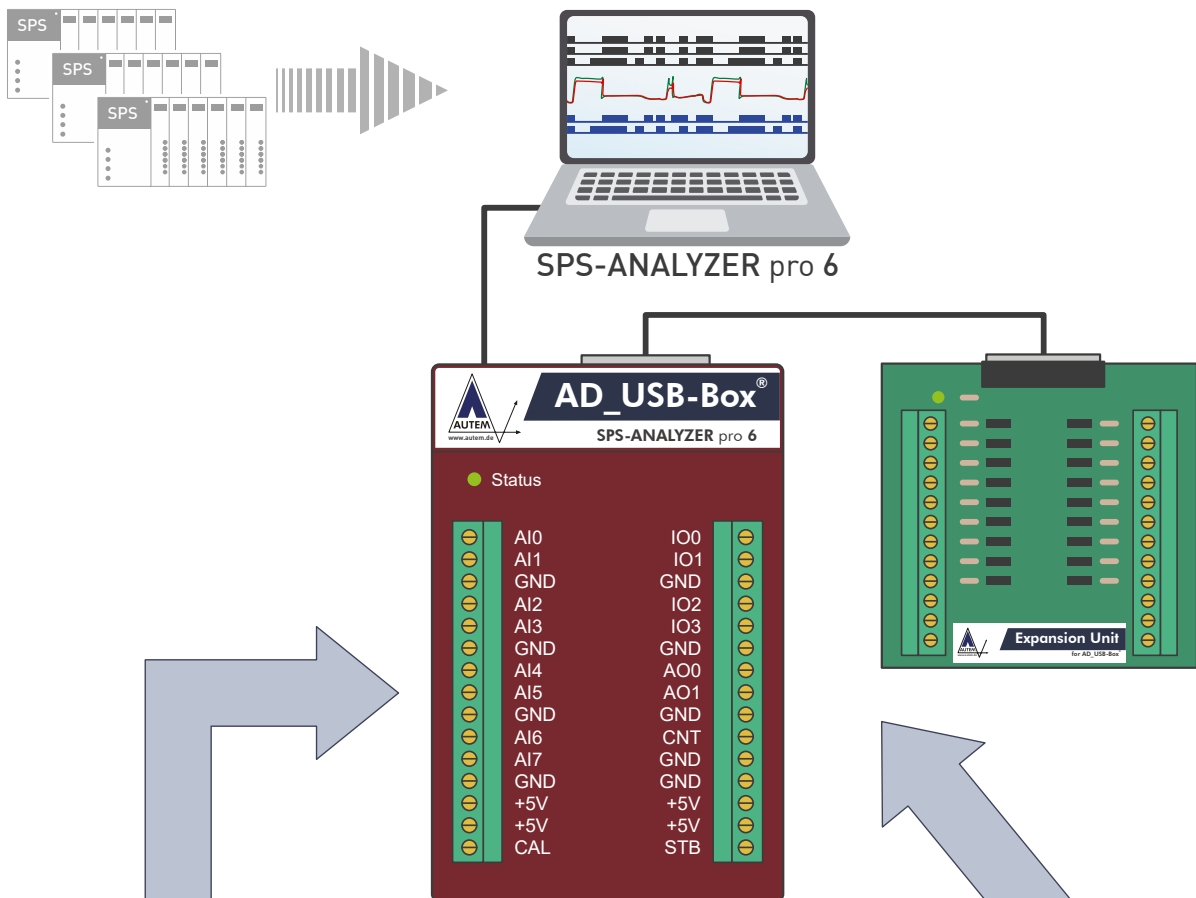 SPS
SPS
SPS
SPS-ANALYZER pro 6
AUTEM
www.autem.de
AD_USB-Box®
SPS-ANALYZER pro 6
Status
AI0 IO0
AI1 IO1
GND GND
AI2 IO2
AI3 IO3
GND GND
AI4 AO0
AI5 AO1
GND GND
AI6 CNT
AI7 GND
GND GND
+5V +5V
+5V +5V
CAL STB
AUTEM
Expansion Unit
for AD_USB-Box®